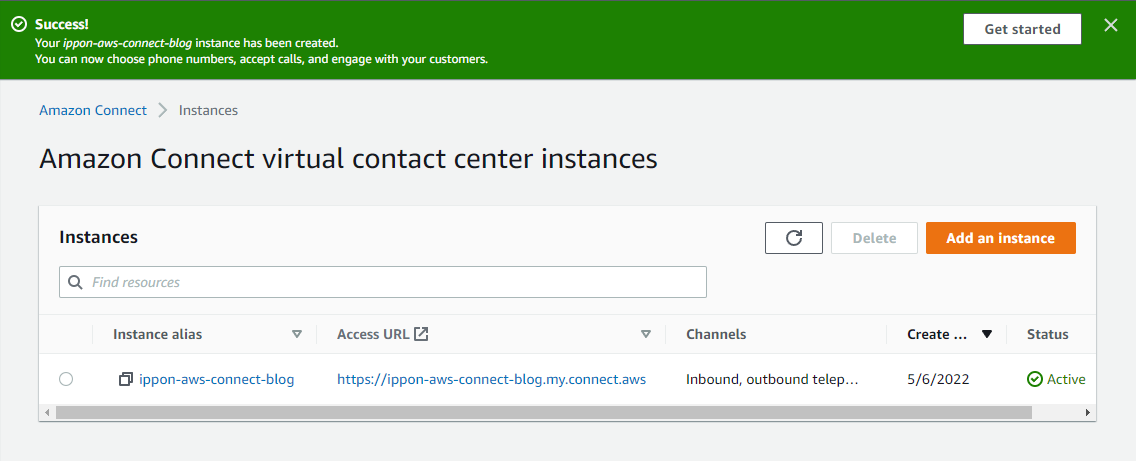 Success!
Your ippon-aws-connect-blog instance has been created.
You can now choose phone numbers, accept calls, and engage with your customers.
Get started
Amazon Connect Instances
Amazon Connect virtual contact center instances
Instances
Delete
Add an instance
Find resources
Instance alias Access URL Channels Create ... Status
ippon-aws-connect-blog https://ippon-aws-connect-blog.my.connect.aws Inbound, outbound telep... 5/6/2022 Active